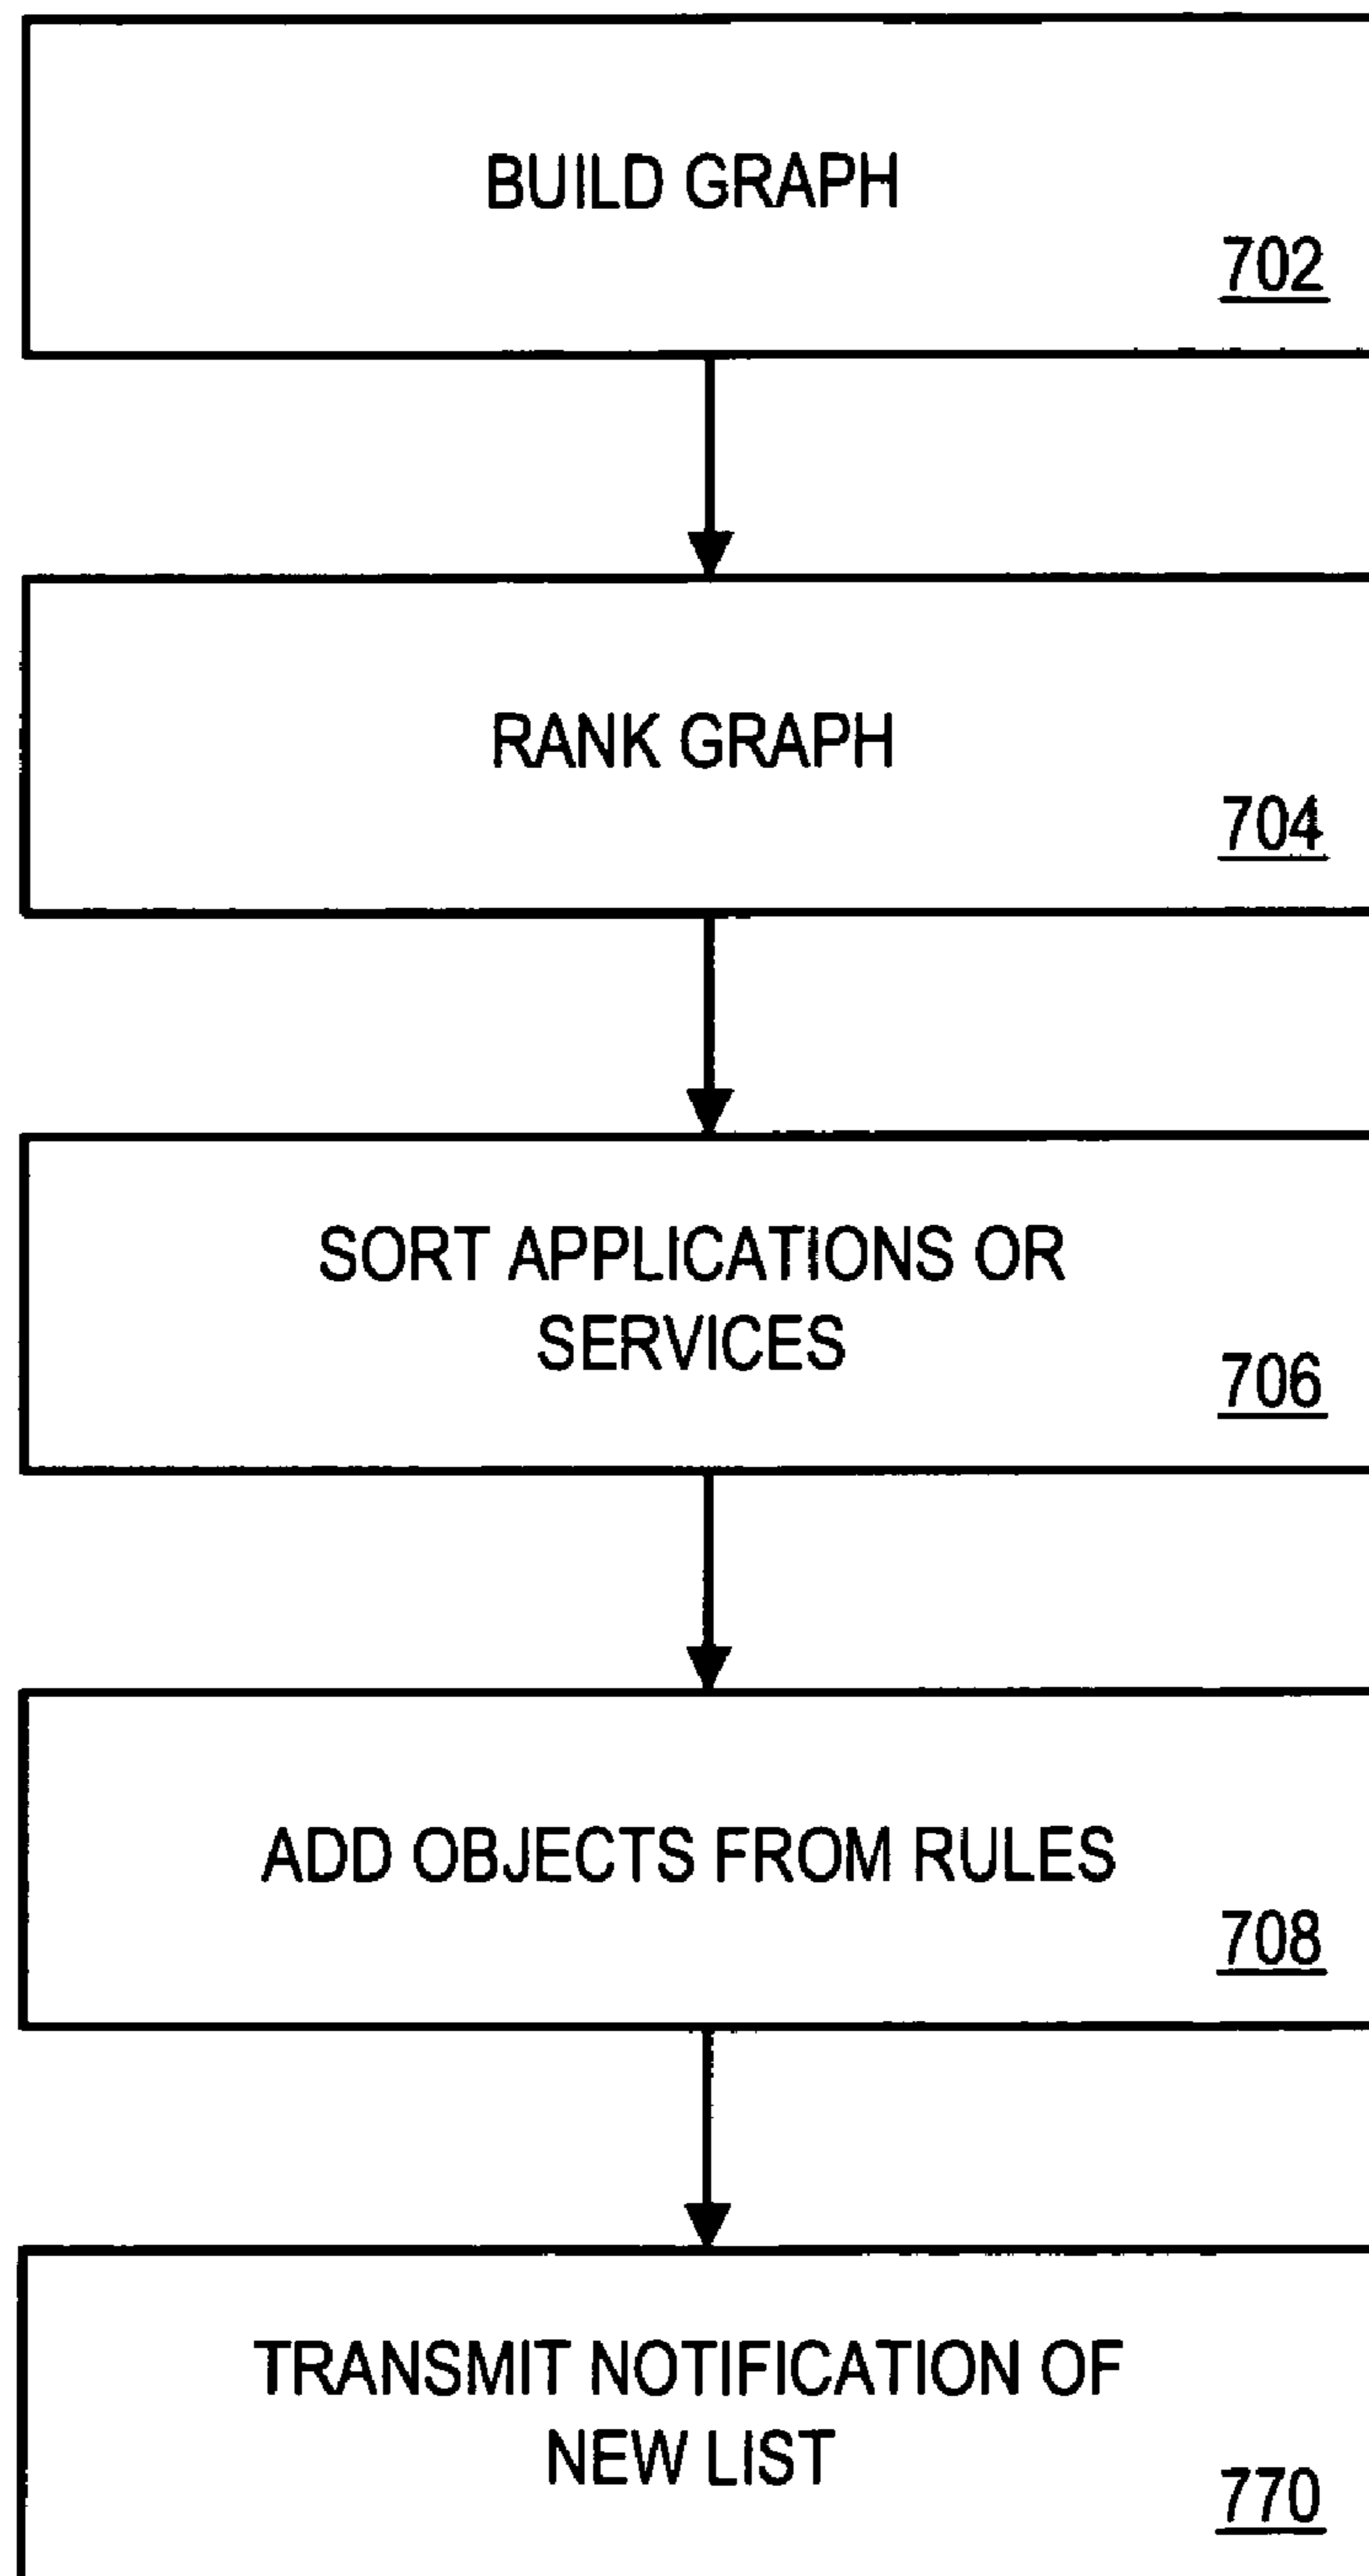 BUILD GRAPH
702
RANK GRAPH
704
SORT APPLICATIONS OR
SERVICES
706
ADD OBJECTS FROM RULES
708
TRANSMIT NOTIFICATION OF
NEW LIST
770